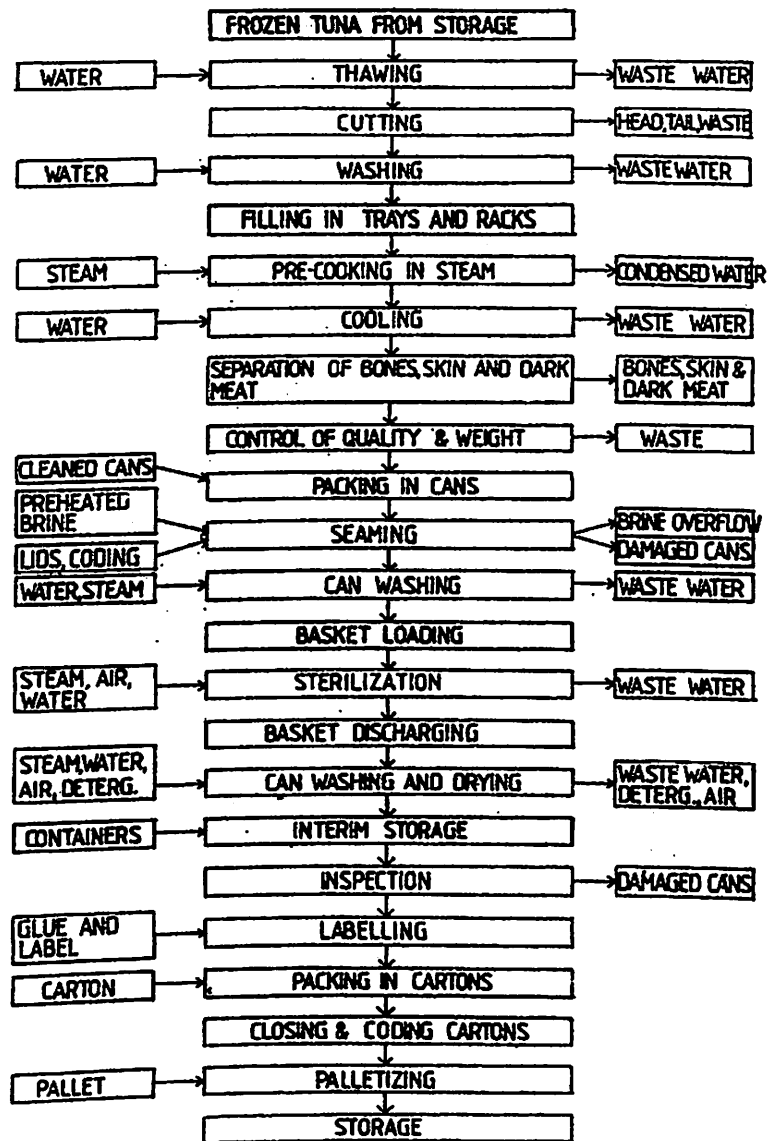 FROZEN TUNA FROM STORAGE
WATER
THAWING
WASTE WATER
CUTTING
HEAD,TAIL,WASTE
WATER
WASHING
WASTE WATER
FILLING IN TRAYS AND RACKS
STEAM
PRE-COOKING IN STEAM
CONDENSED WATER
WATER
COOLING
WASTE WATER
SEPARATION OF BONES,SKIN AND DARK
MEAT
BONES,SKIN &
DARK MEAT
CONTROL OF QUALITY & WEIGHT
WASTE
CLEANED CANS
PACKING IN CANS
PREHEATED
BRINE
LIDS, CODING
SEAMING
BRINE OVERFLOW
DAMAGED CANS
WATER,STEAM
CAN WASHING
WASTE WATER
BASKET LOADING
STEAM, AIR,
WATER
STERILIZATION
WASTE WATER
BASKET DISCHARGING
STEAM,WATER,
AIR, DETERG.
CAN WASHING AND DRYING
WASTE WATER,
DETERG., AIR
CONTAINERS
INTERIM STORAGE
INSPECTION
DAMAGED CANS
GLUE AND
LABEL
LABELLING
CARTON
PACKING IN CARTONS
CLOSING & CODING CARTONS
PALLET
PALLETIZING
STORAGE